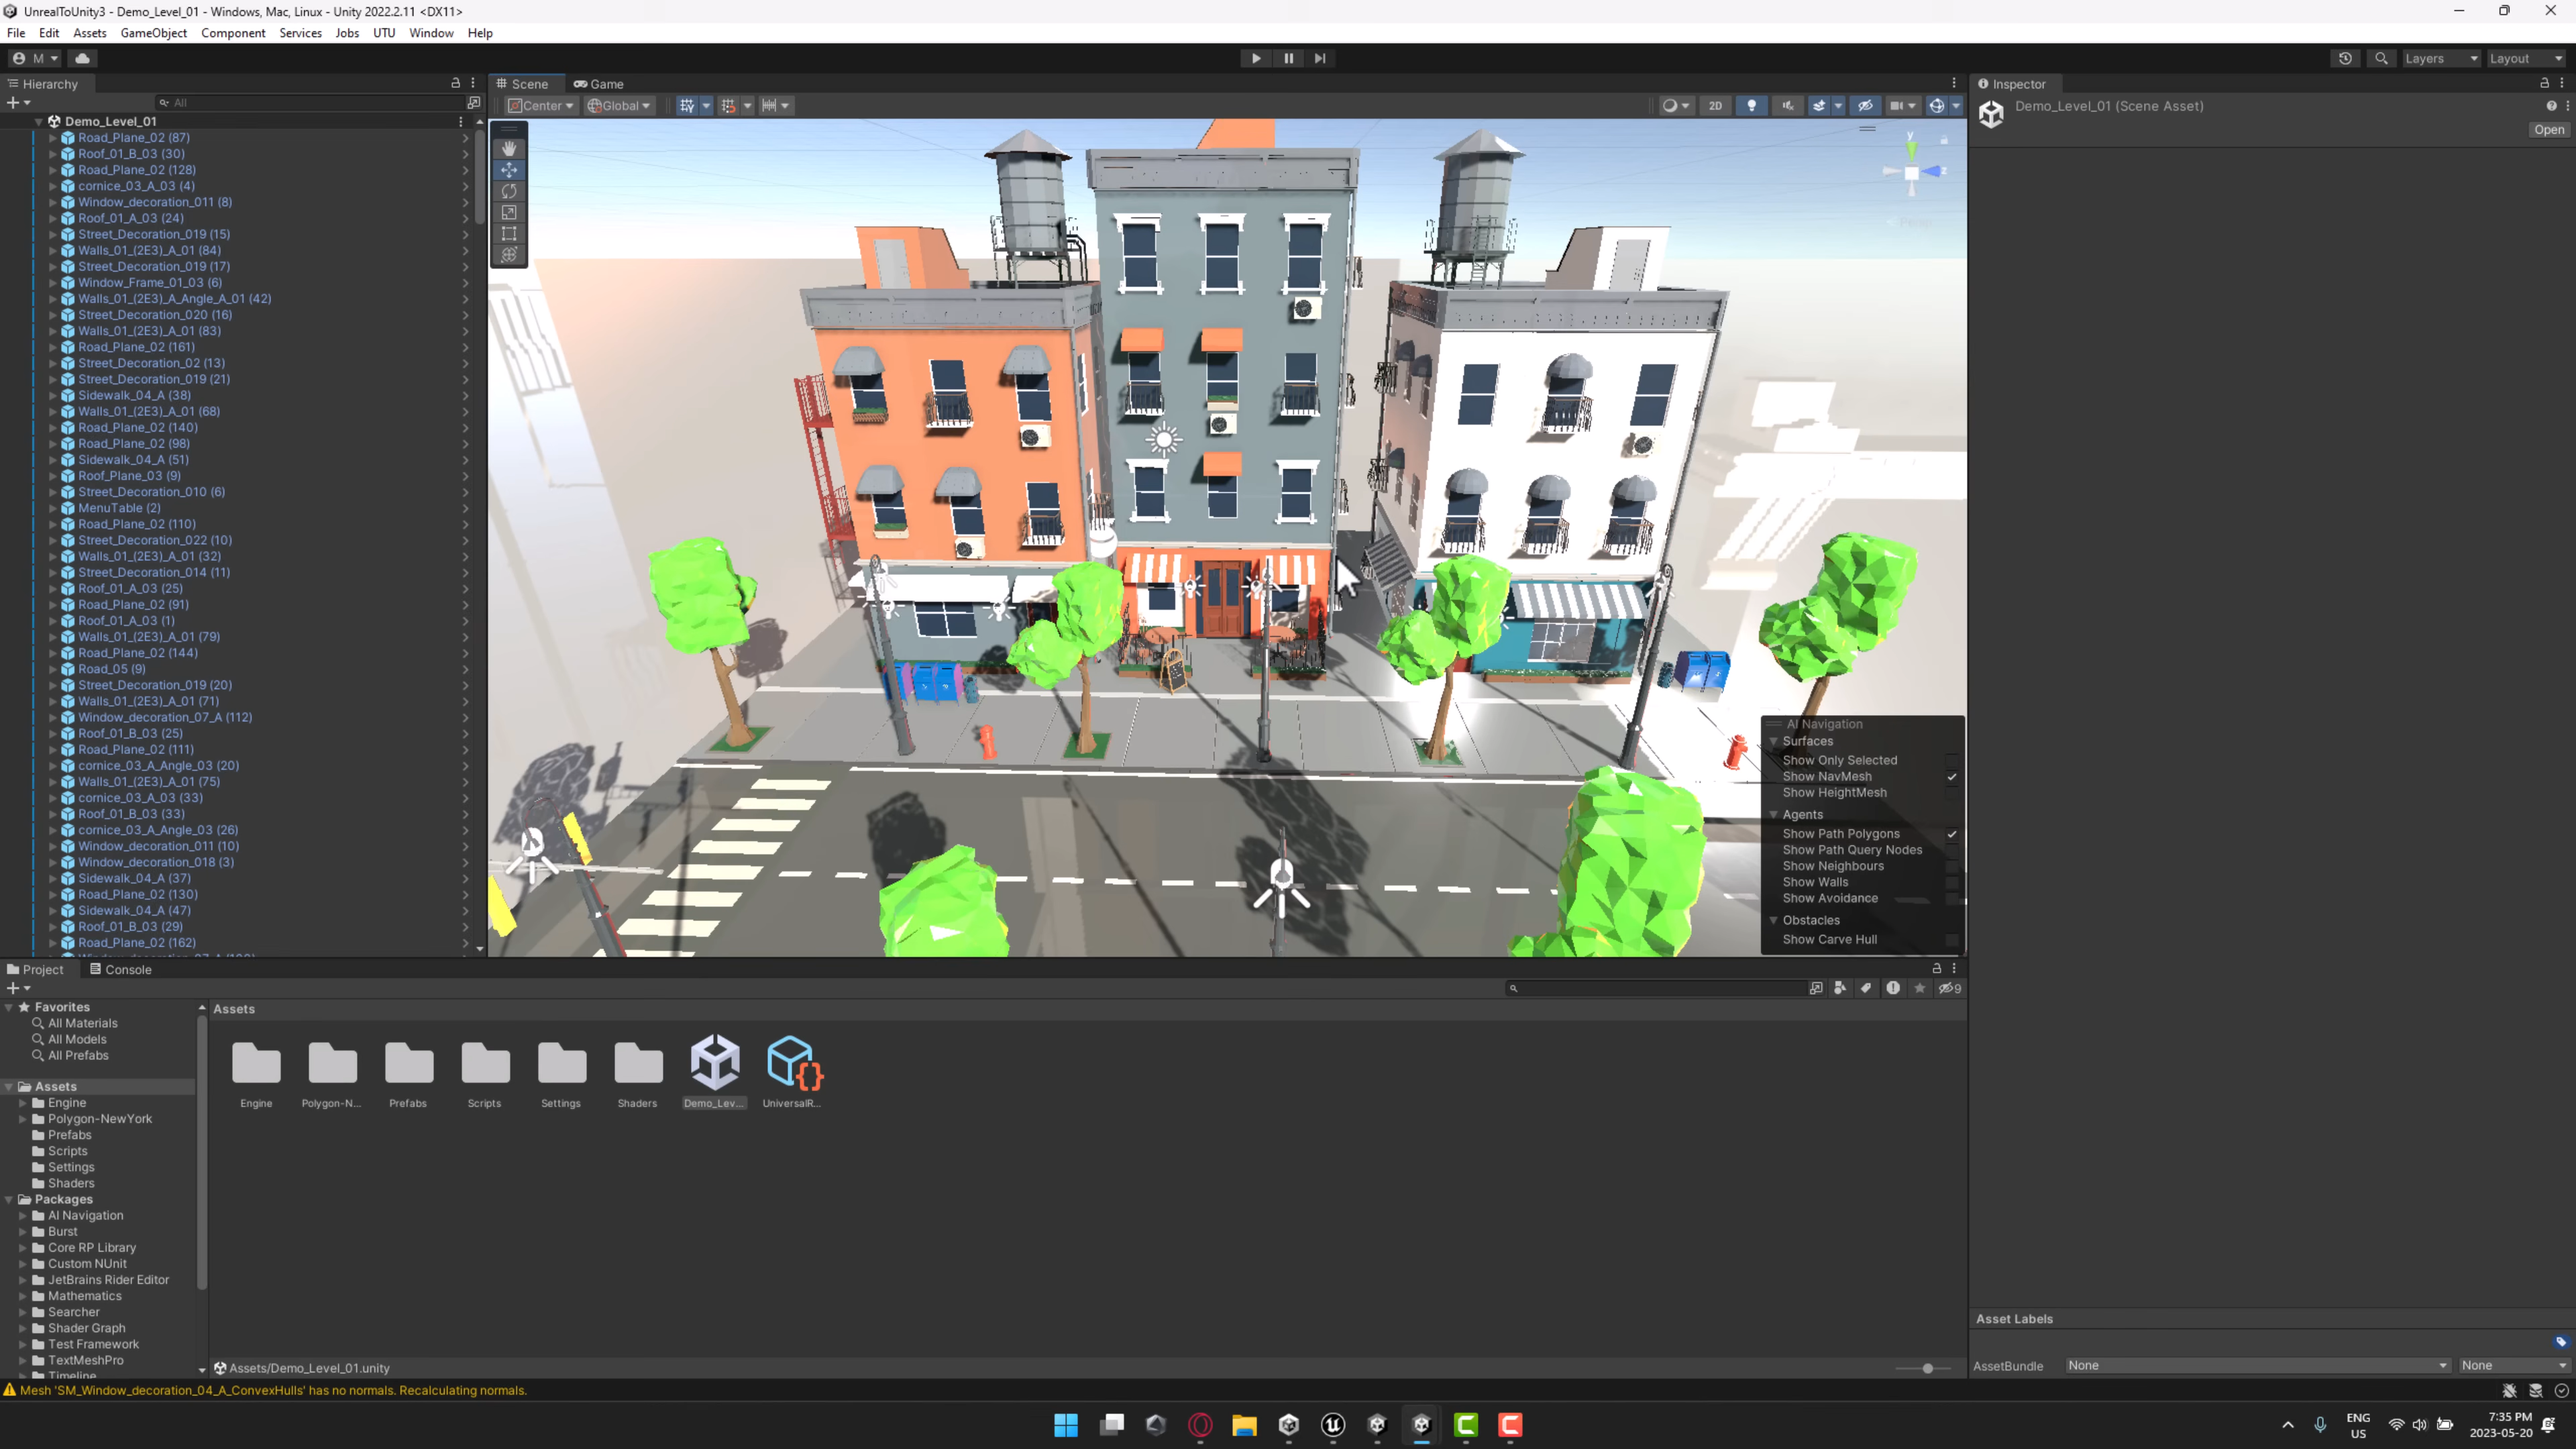 UnrealToUnity3 - Demo_Level_01 - Windows, Mac, Linux - Unity 2022.2.11 <DX11>
File Edit Assets GameObject Component Services Jobs UTU Window Help
M Layers Layout
Hierarchy
All
Demo_Level_01
Road_Plane_02 (87)
Roof_01_B_03 (30)
Road_Plane_02 (128)
cornice_03_A_03 (4)
Window_decoration_011 (8)
Roof_01_A_03 (24)
Street_Decoration_019 (15)
Walls_01_(2E3)_A_01 (84)
Street_Decoration_019 (17)
Window_Frame_01_03 (6)
Walls_01_(2E3)_A_Angle_A_01 (42)
Street_Decoration_020 (16)
Walls_01_(2E3)_A_01 (83)
Road_Plane_02 (161)
Street_Decoration_02 (13)
Street_Decoration_019 (21)
Sidewalk_04_A (38)
Walls_01_(2E3)_A_01 (68)
Road_Plane_02 (140)
Road_Plane_02 (98)
Sidewalk_04_A (51)
Roof_Plane_03 (9)
Street_Decoration_010 (6)
MenuTable (2)
Road_Plane_02 (110)
Street_Decoration_022 (10)
Walls_01_(2E3)_A_01 (32)
Street_Decoration_014 (11)
Roof_01_A_03 (25)
Road_Plane_02 (91)
Roof_01_A_03 (1)
Walls_01_(2E3)_A_01 (79)
Road_Plane_02 (144)
Road_05 (9)
Street_Decoration_019 (20)
Walls_01_(2E3)_A_01 (71)
Window_decoration_07_A (112)
Roof_01_B_03 (25)
Road_Plane_02 (111)
cornice_03_A_Angle_03 (20)
Walls_01_(2E3)_A_01 (75)
cornice_03_A_03 (33)
Roof_01_B_03 (33)
cornice_03_A_Angle_03 (26)
Window_decoration_011 (10)
Window_decoration_018 (3)
Sidewalk_04_A (37)
Road_Plane_02 (130)
Sidewalk_04_A (47)
Roof_01_B_03 (29)
Road_Plane_02 (162)
Scene Game
Center Global 2D
y
z
AI Navigation
Surfaces
Show Only Selected
Show NavMesh
Show HeightMesh
Agents
Show Path Polygons
Show Path Query Nodes
Show Neighbours
Show Walls
Show Avoidance
Obstacles
Show Carve Hull
Inspector
Demo_Level_01 (Scene Asset)
Open
Asset Labels
AssetBundle None None
Project Console
9
Favorites
All Materials
All Models
All Prefabs
Assets
Engine
Polygon-NewYork
Prefabs
Scripts
Settings
Shaders
Packages
AI Navigation
Burst
Core RP Library
Custom NUnit
JetBrains Rider Editor
Mathematics
Searcher
Shader Graph
Test Framework
TextMeshPro
Timeline
Assets
Engine Polygon-N... Prefabs Scripts Settings Shaders Demo_Lev... UniversalR...
Assets/Demo_Level_01.unity
Mesh 'SM_Window_decoration_04_A_ConvexHulls' has no normals. Recalculating normals.
ENG
US
7:35 PM
2023-05-20